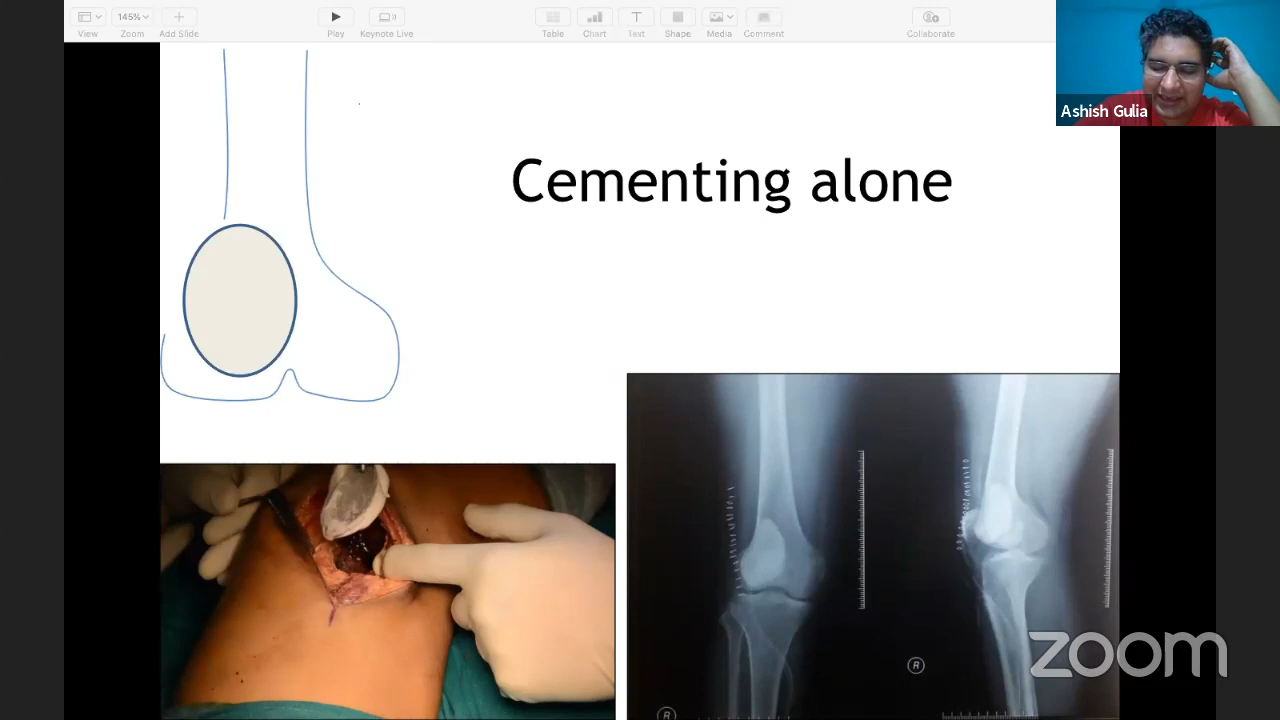 145%
View
Zoom
Add Slide
Play
Keynote Live
Table
Chart
Text
Shape
Media
Comment
Collaborate
Ashish Gulia
Cementing alone
R
R
zoom